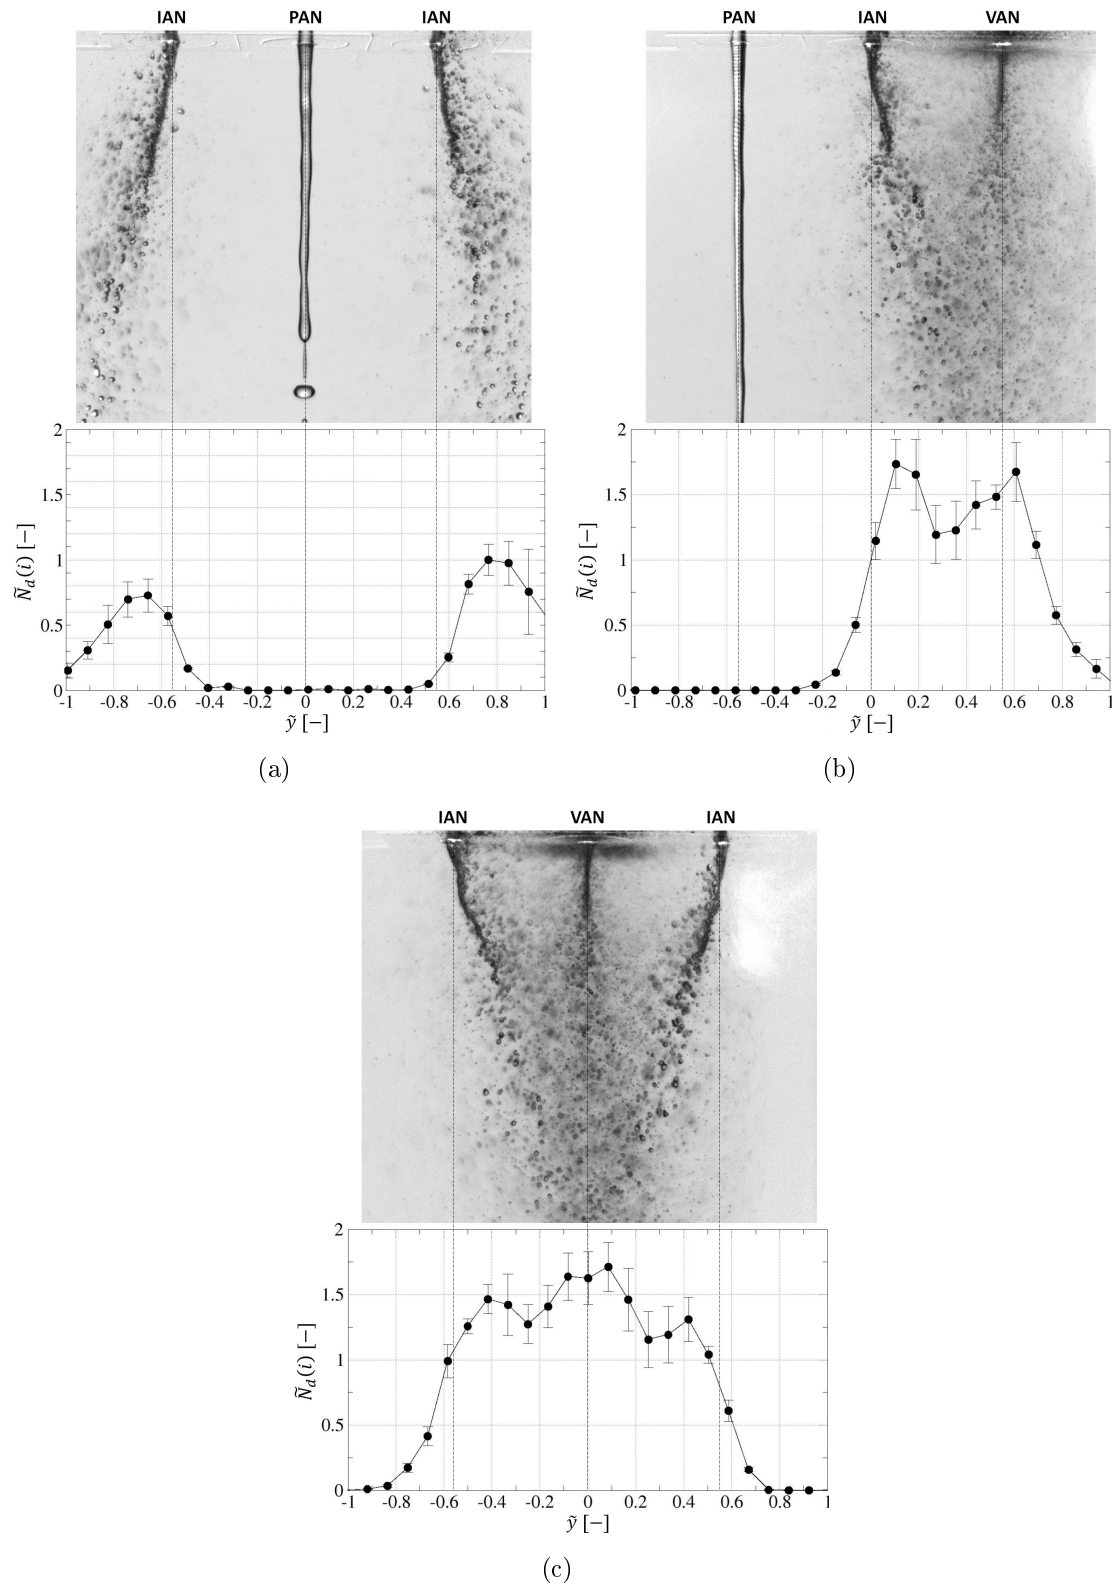 IAN PAN IAN
PAN IAN VAN
2
1.5
1
0.5
0
Ñ_d(i) [−]
-1 -0.8 -0.6 -0.4 -0.2 0 0.2 0.4 0.6 0.8 1
ỹ [−]
(a)
2
1.5
1
0.5
0
Ñ_d(i) [−]
-1 -0.8 -0.6 -0.4 -0.2 0 0.2 0.4 0.6 0.8 1
ỹ [−]
(b)
IAN VAN IAN
2
1.5
1
0.5
0
Ñ_d(i) [−]
-1 -0.8 -0.6 -0.4 -0.2 0 0.2 0.4 0.6 0.8 1
ỹ [−]
(c)